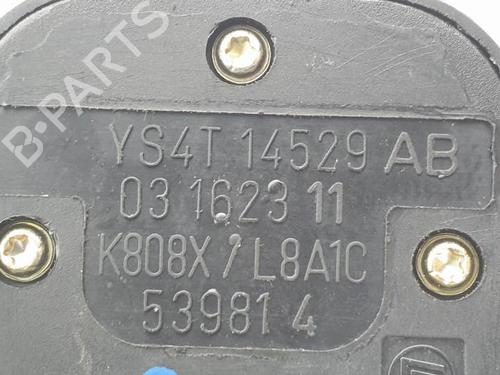 B-PARTS
YS4T 14529 AB
03 1623 11
K808X / L8A1C
53981 4